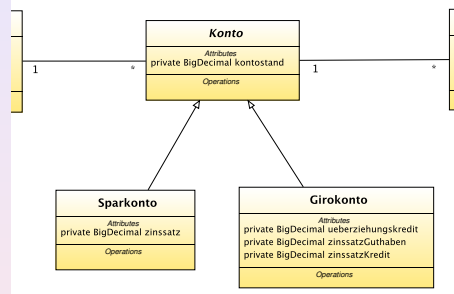 Konto
Attributes
private BigDecimal kontostand
Operations
1
*
1
*
Sparkonto
Attributes
private BigDecimal zinssatz
Operations
Girokonto
Attributes
private BigDecimal ueberziehungskredit
private BigDecimal zinssatzGuthaben
private BigDecimal zinssatzKredit
Operations